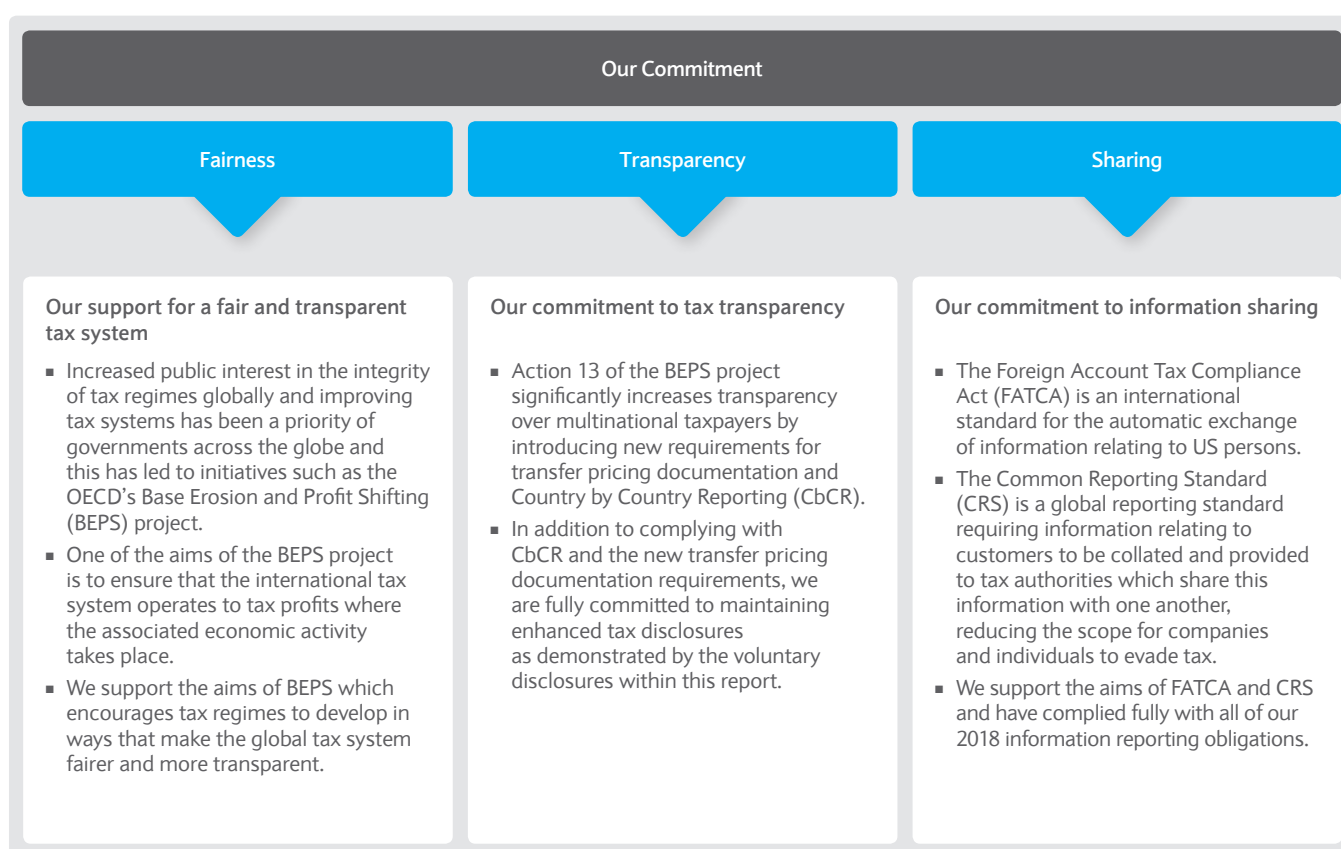 Our Commitment
Fairness
Transparency
Sharing
Our support for a fair and transparent
tax system
▪ Increased public interest in the integrity
of tax regimes globally and improving
tax systems has been a priority of
governments across the globe and
this has led to initiatives such as the
OECD's Base Erosion and Profit Shifting
(BEPS) project.
▪ One of the aims of the BEPS project
is to ensure that the international tax
system operates to tax profits where
the associated economic activity
takes place.
▪ We support the aims of BEPS which
encourages tax regimes to develop in
ways that make the global tax system
fairer and more transparent.
Our commitment to tax transparency
▪ Action 13 of the BEPS project
significantly increases transparency
over multinational taxpayers by
introducing new requirements for
transfer pricing documentation and
Country by Country Reporting (CbCR).
▪ In addition to complying with
CbCR and the new transfer pricing
documentation requirements, we
are fully committed to maintaining
enhanced tax disclosures
as demonstrated by the voluntary
disclosures within this report.
Our commitment to information sharing
▪ The Foreign Account Tax Compliance
Act (FATCA) is an international
standard for the automatic exchange
of information relating to US persons.
▪ The Common Reporting Standard
(CRS) is a global reporting standard
requiring information relating to
customers to be collated and provided
to tax authorities which share this
information with one another,
reducing the scope for companies
and individuals to evade tax.
▪ We support the aims of FATCA and CRS
and have complied fully with all of our
2018 information reporting obligations.